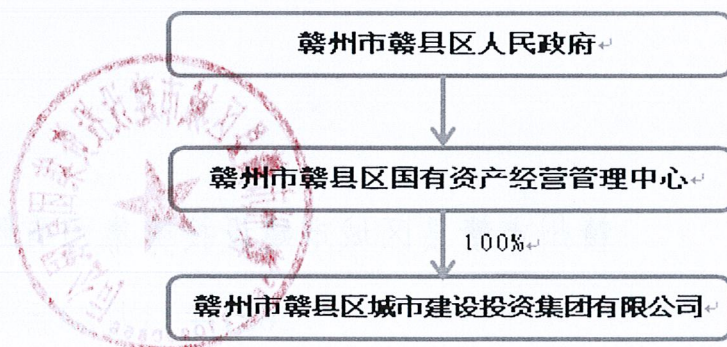 赣州市赣县区人民政府
赣州市赣县区国有资产经营管理中心
100%
赣州市赣县区城市建设投资集团有限公司